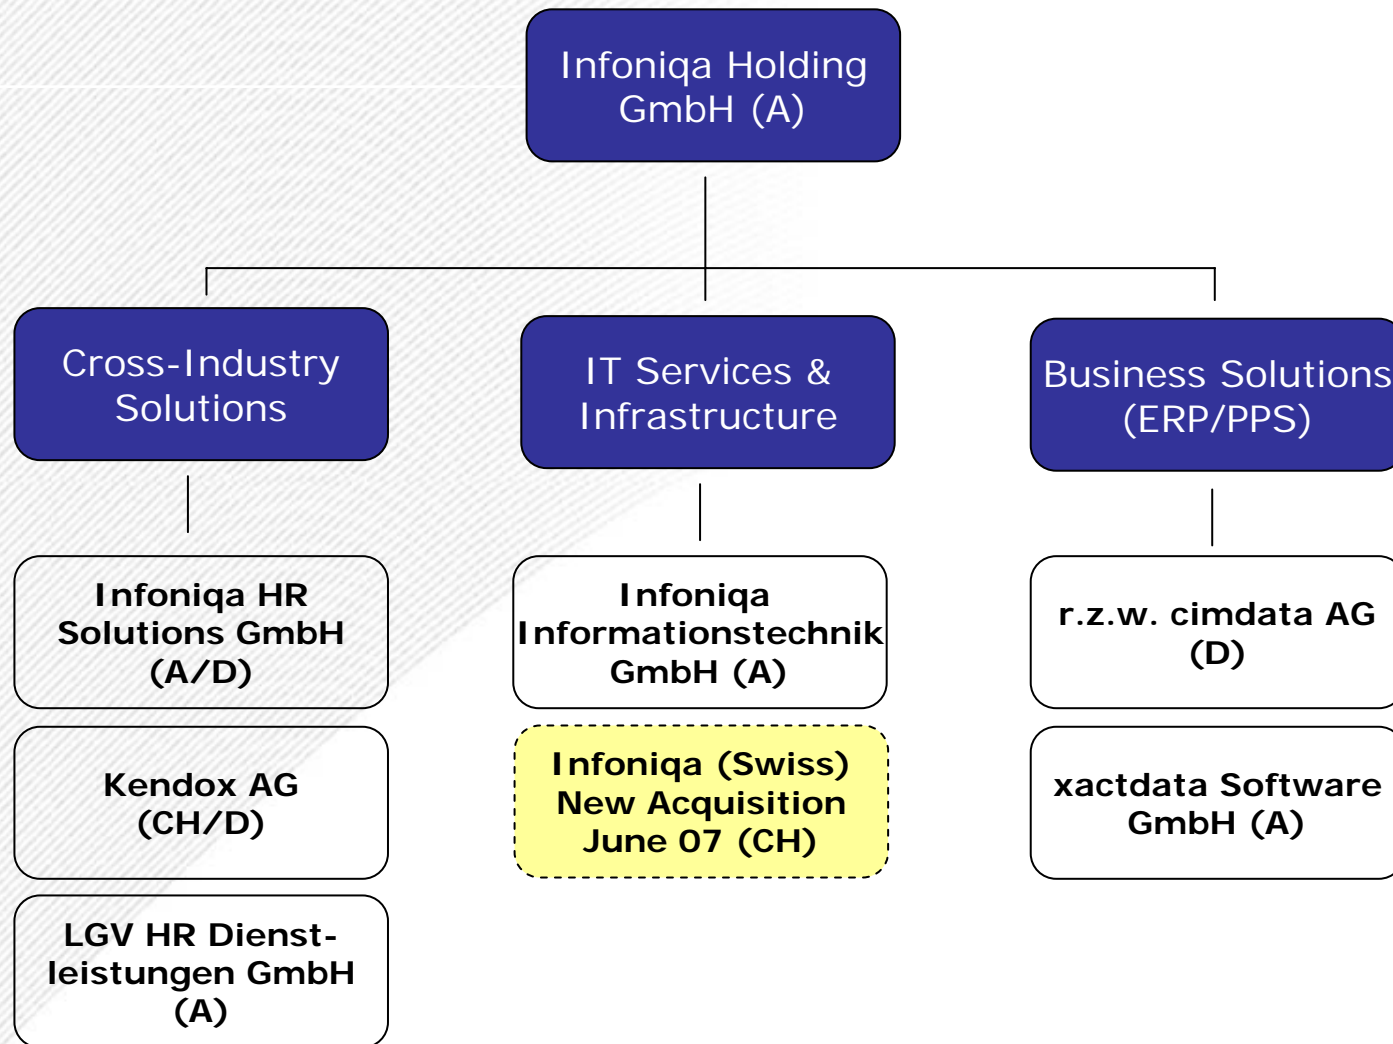 Infoniqa Holding
GmbH (A)
Cross-Industry
Solutions
IT Services &
Infrastructure
Business Solutions
(ERP/PPS)
Infoniqa HR
Solutions GmbH
(A/D)
Infoniqa
Informationstechnik
GmbH (A)
r.z.w. cimdata AG
(D)
Kendox AG
(CH/D)
Infoniqa (Swiss)
New Acquisition
June 07 (CH)
xactdata Software
GmbH (A)
LGV HR Dienst-
leistungen GmbH
(A)